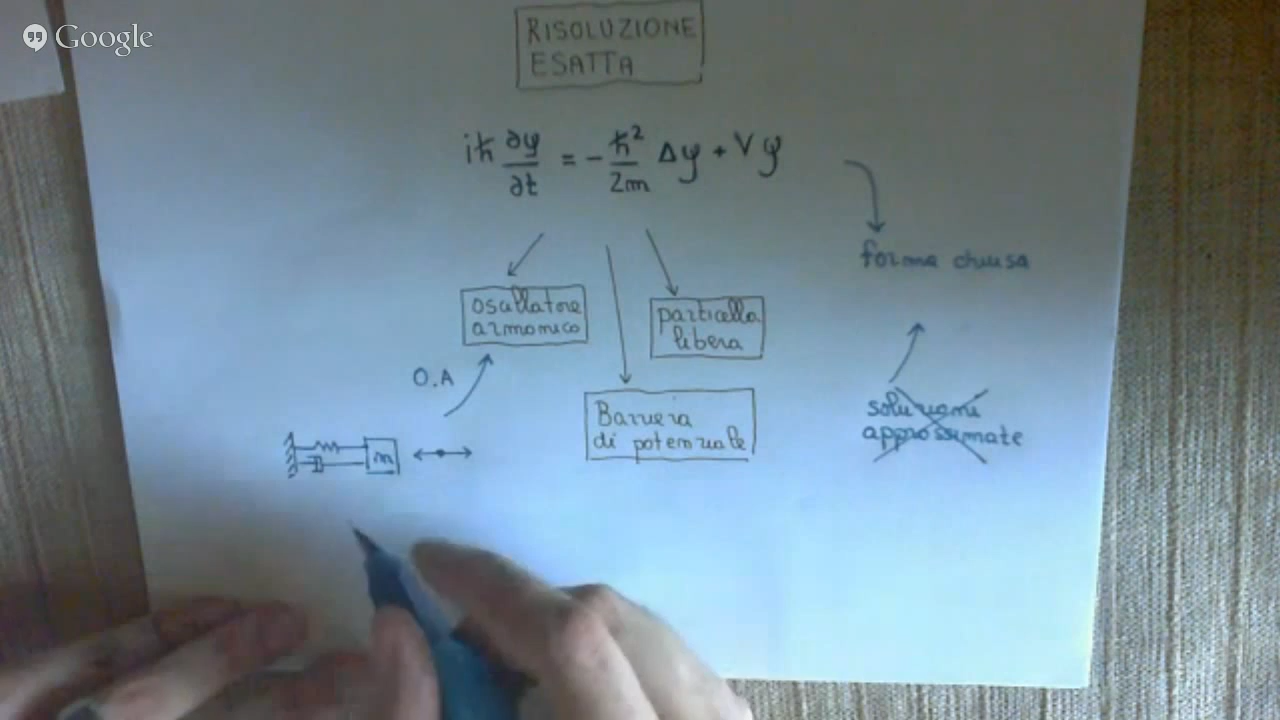 Google
RISOLUZIONE
ESATTA
iħ ∂ψ/∂t = - ħ²/2m Δψ + Vψ
forma chiusa
oscillatore
armonico
particella
libera
O.A
Barriera
di potenziale
soluzioni
approssimate
m